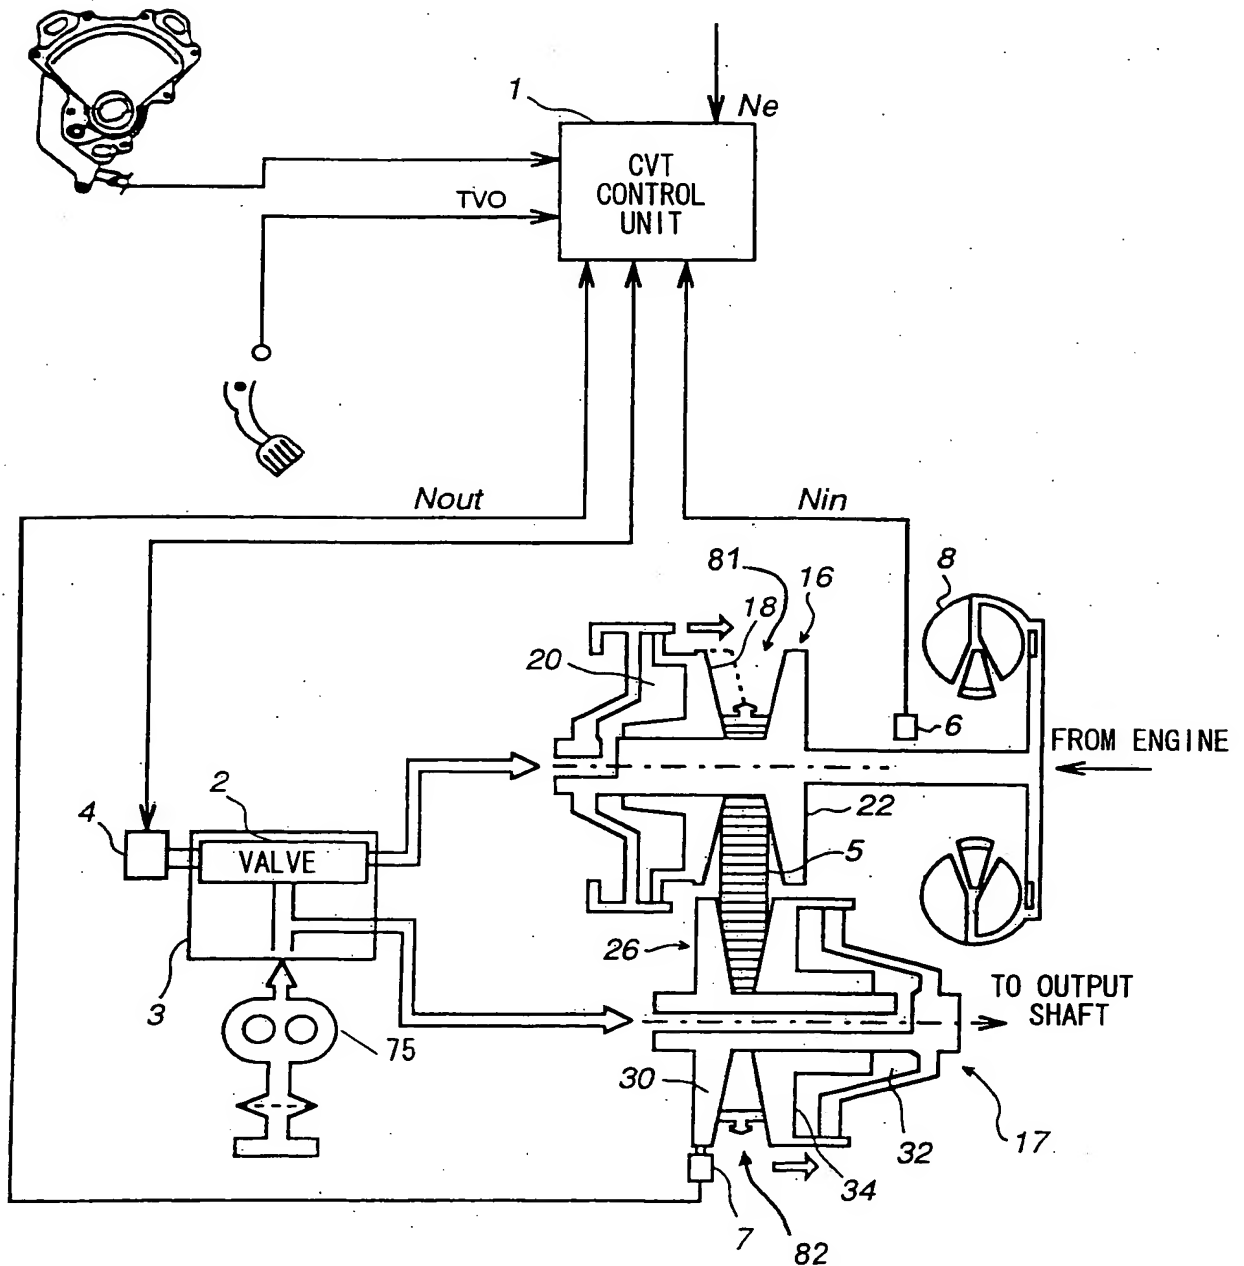 1
Ne
CVT
CONTROL
UNIT
TVO
Nout
Nin
81
16
8
18
20
6
FROM ENGINE
2
4
VALVE
22
5
26
3
TO OUTPUT
SHAFT
75
30
32
17
34
7
82